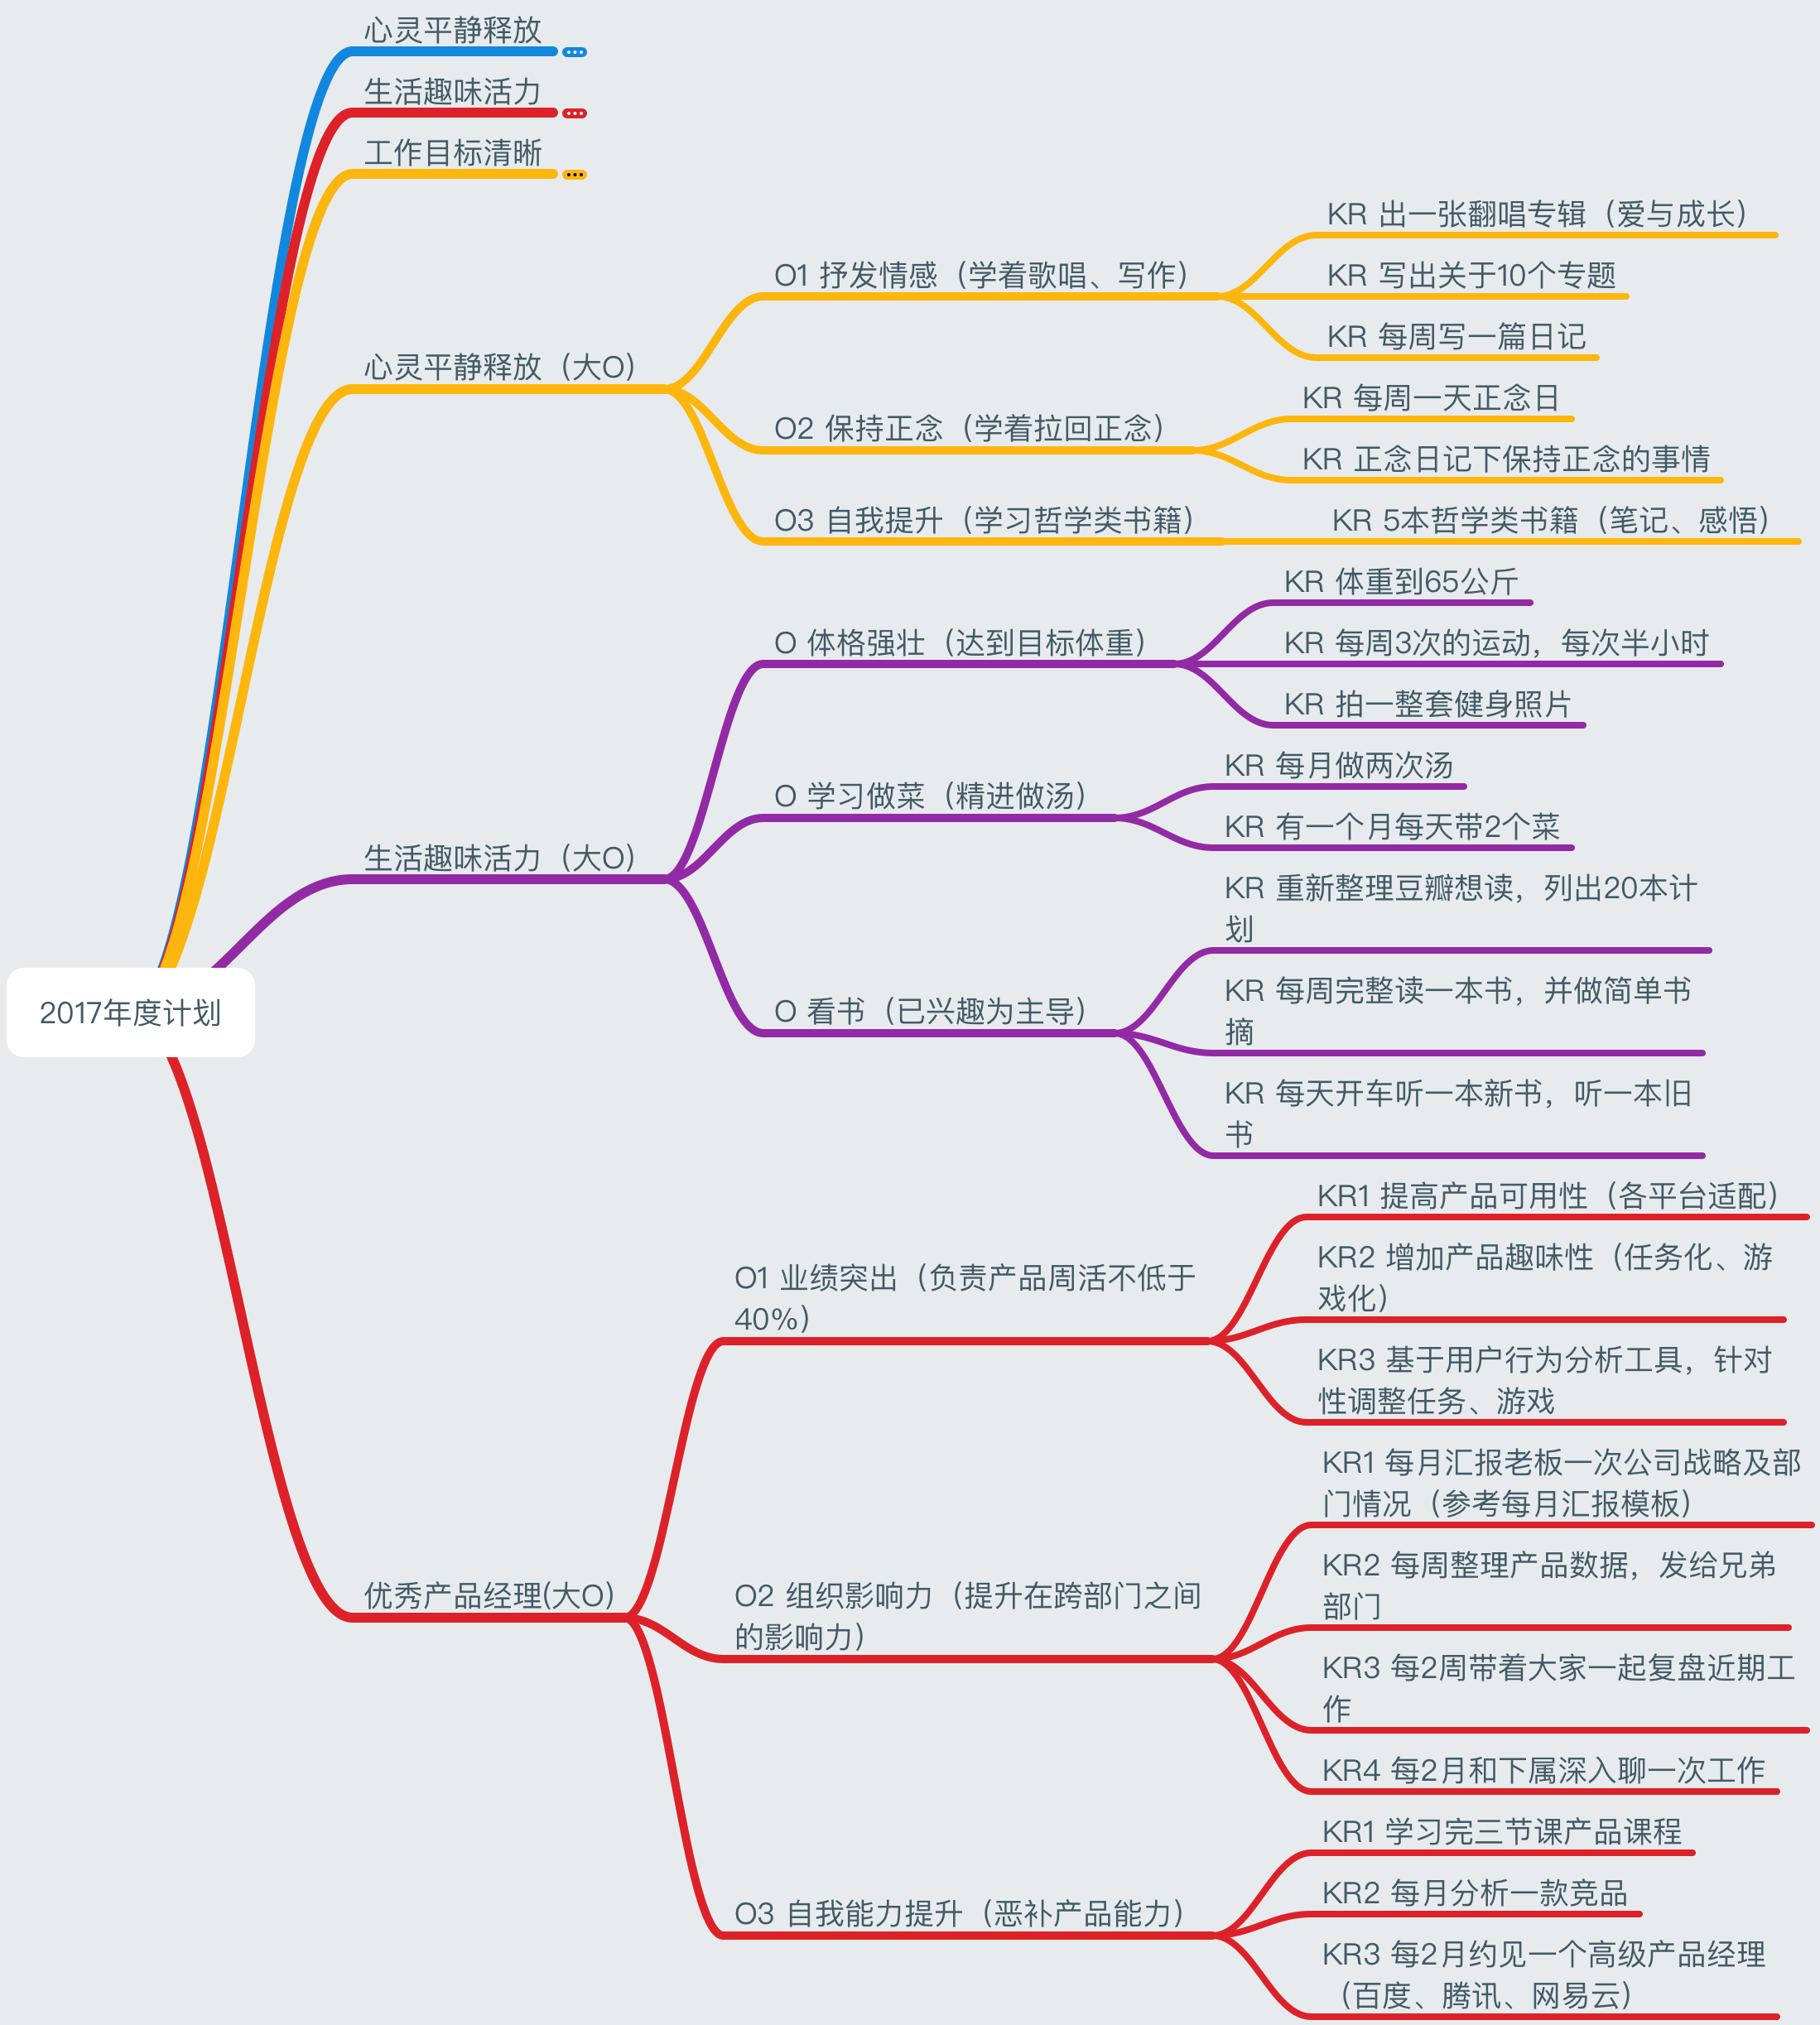 心灵平静释放
生活趣味活力
工作目标清晰
2017年度计划
心灵平静释放（大O）
O1 抒发情感（学着歌唱、写作）
KR 出一张翻唱专辑（爱与成长）
KR 写出关于10个专题
KR 每周写一篇日记
O2 保持正念（学着拉回正念）
KR 每周一天正念日
KR 正念日记下保持正念的事情
O3 自我提升（学习哲学类书籍）
KR 5本哲学类书籍（笔记、感悟）
生活趣味活力（大O）
O 体格强壮（达到目标体重）
KR 体重到65公斤
KR 每周3次的运动，每次半小时
KR 拍一整套健身照片
O 学习做菜（精进做汤）
KR 每月做两次汤
KR 有一个月每天带2个菜
O 看书（已兴趣为主导）
KR 重新整理豆瓣想读，列出20本计
划
KR 每周完整读一本书，并做简单书
摘
KR 每天开车听一本新书，听一本旧
书
优秀产品经理(大O）
O1 业绩突出（负责产品周活不低于
40%）
KR1 提高产品可用性（各平台适配）
KR2 增加产品趣味性（任务化、游
戏化）
KR3 基于用户行为分析工具，针对
性调整任务、游戏
O2 组织影响力（提升在跨部门之间
的影响力）
KR1 每月汇报老板一次公司战略及部
门情况（参考每月汇报模板）
KR2 每周整理产品数据，发给兄弟
部门
KR3 每2周带着大家一起复盘近期工
作
KR4 每2月和下属深入聊一次工作
O3 自我能力提升（恶补产品能力）
KR1 学习完三节课产品课程
KR2 每月分析一款竞品
KR3 每2月约见一个高级产品经理
（百度、腾讯、网易云）